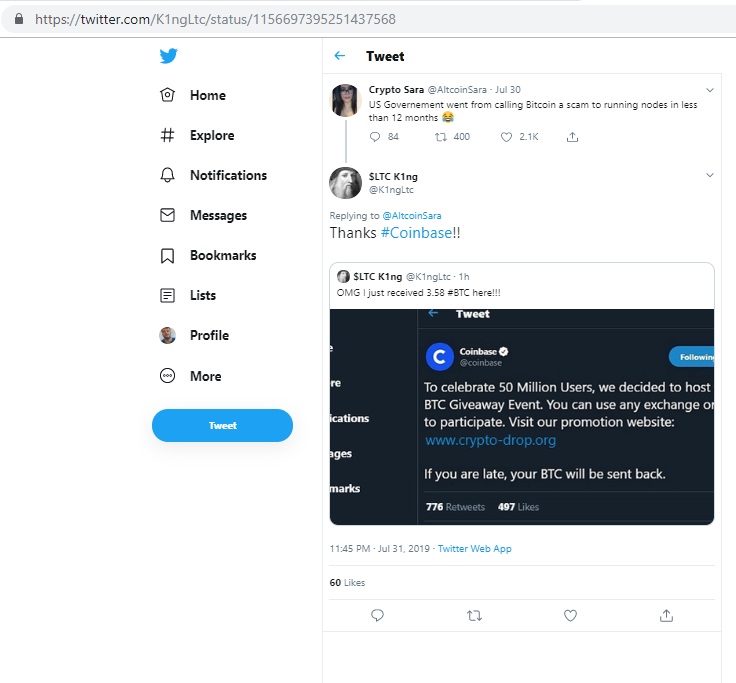 https://twitter.com/K1ngLtc/status/1156697395251437568
Home
Explore
Notifications
Messages
Bookmarks
Lists
Profile
More
Tweet
Tweet
Crypto Sara @AltcoinSara · Jul 30
US Governement went from calling Bitcoin a scam to running nodes in less
than 12 months 😂
84 400 2.1K
$LTC K1ng
@K1ngLtc
Replying to @AltcoinSara
Thanks #Coinbase!!
$LTC K1ng @K1ngLtc · 1h
OMG I just received 3.58 #BTC here!!!
Tweet
e
re
ications
ages
marks
Coinbase
@coinbase
Following
To celebrate 50 Million Users, we decided to host
BTC Giveaway Event. You can use any exchange or
to participate. Visit our promotion website:
www.crypto-drop.org
If you are late, your BTC will be sent back.
776 Retweets 497 Likes
11:45 PM · Jul 31, 2019 · Twitter Web App
60 Likes